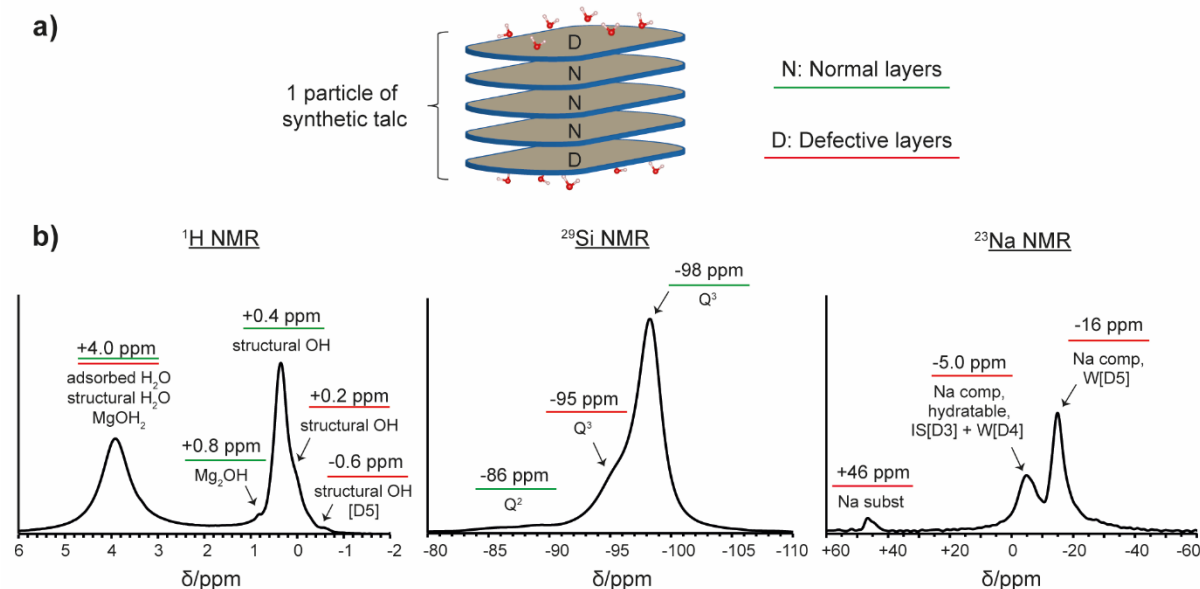 a)
1 particle of
synthetic talc
D
N
N
N
D
N: Normal layers
D: Defective layers
b)
¹H NMR
+4.0 ppm
adsorbed H₂O
structural H₂O
MgOH₂
+0.4 ppm
structural OH
+0.2 ppm
structural OH
+0.8 ppm
Mg₂OH
-0.6 ppm
structural OH
[D5]
6 5 4 3 2 1 0 -1 -2
δ/ppm
²⁹Si NMR
-98 ppm
Q³
-95 ppm
Q³
-86 ppm
Q²
-80 -85 -90 -95 -100 -105 -110
δ/ppm
²³Na NMR
-16 ppm
Na comp,
W[D5]
-5.0 ppm
Na comp,
hydratable,
IS[D3] + W[D4]
+46 ppm
Na subst
+60 +40 +20 0 -20 -40 -60
δ/ppm